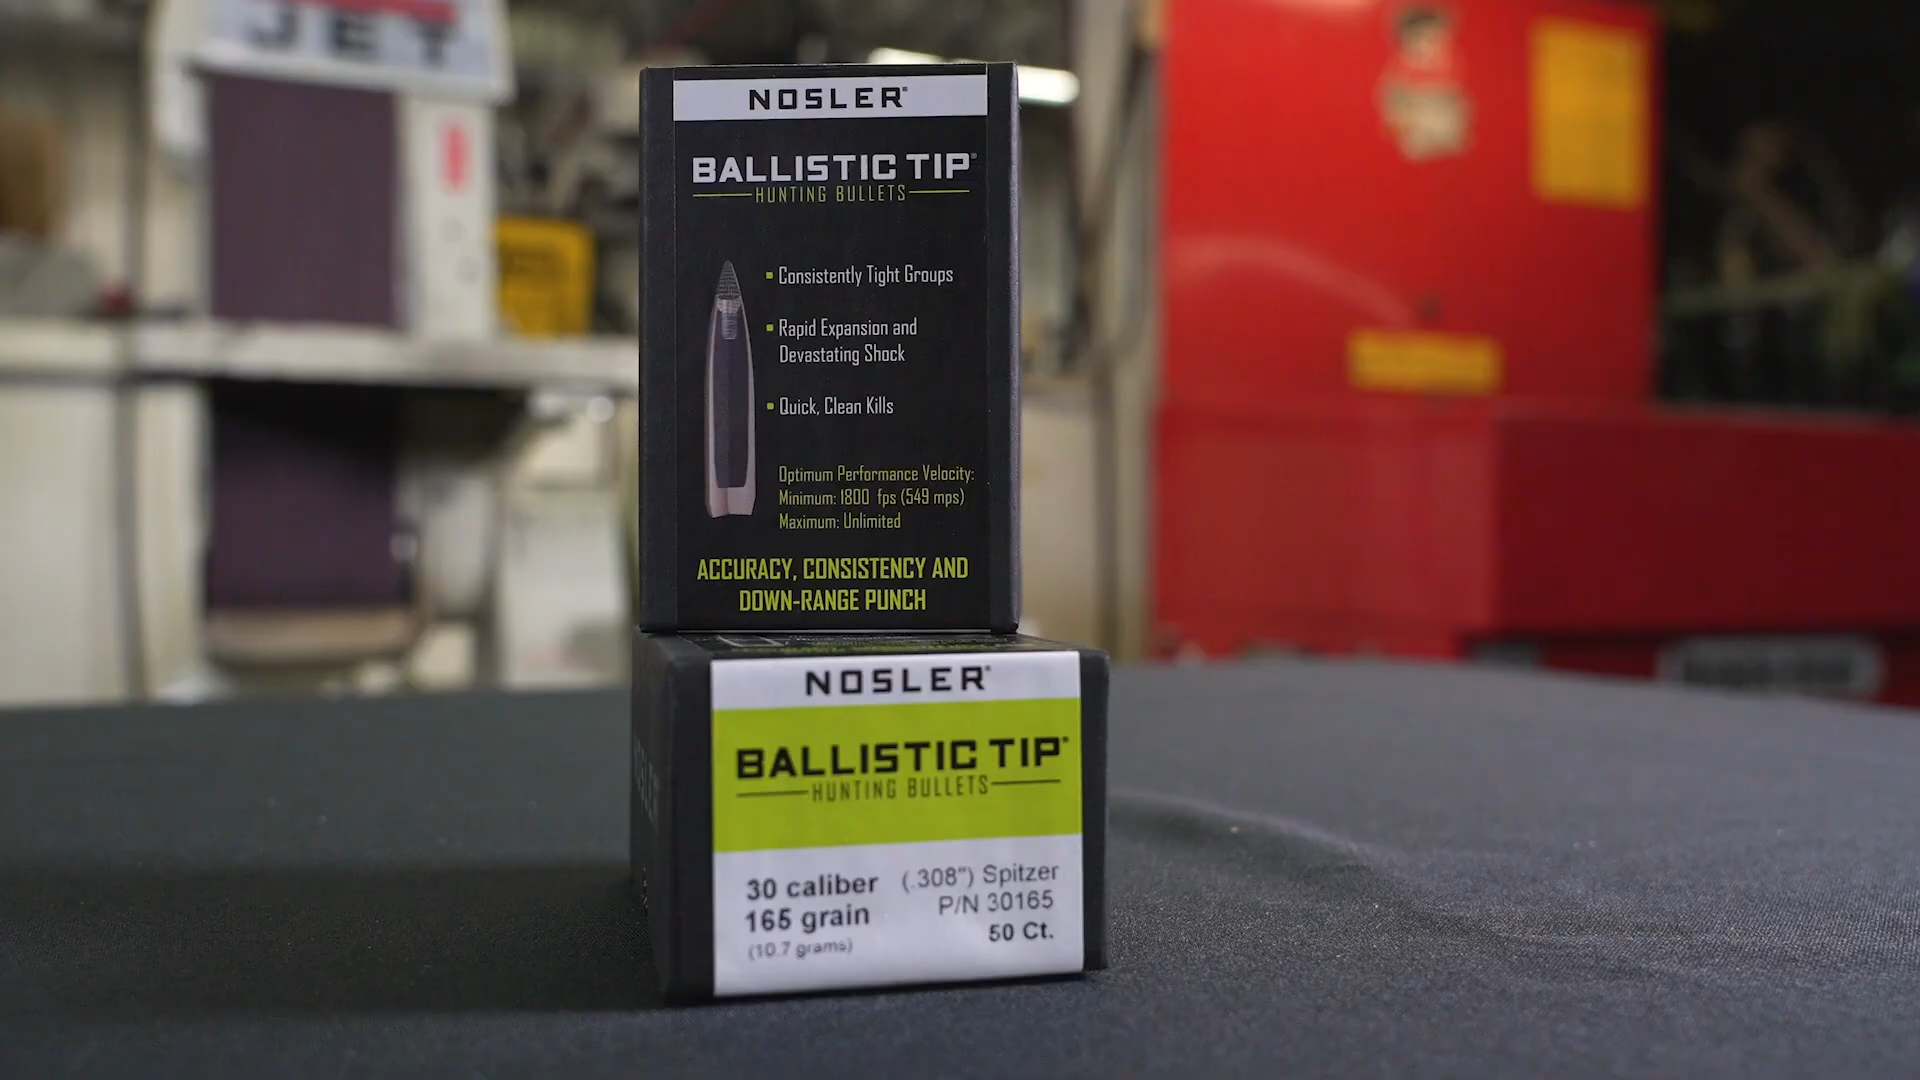 JET
NOSLER®
BALLISTIC TIP®
HUNTING BULLETS
Consistently Tight Groups
Rapid Expansion and
Devastating Shock
Quick, Clean Kills
Optimum Performance Velocity:
Minimum: 1800 fps (549 mps)
Maximum: Unlimited
ACCURACY, CONSISTENCY AND
DOWN-RANGE PUNCH
NOSLER®
BALLISTIC TIP®
HUNTING BULLETS
30 caliber (.308") Spitzer
165 grain P/N 30165
(10.7 grams) 50 Ct.